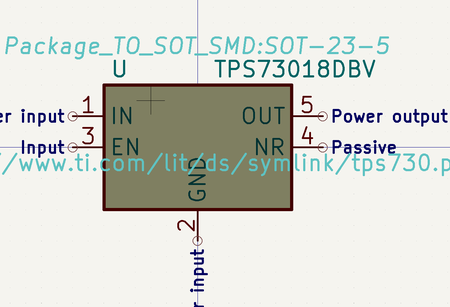 Package_TO_SOT_SMD:SOT-23-5
U TPS73018DBV
er input 1 IN OUT 5 Power output
Input 3 EN NR 4 Passive
/www.ti.com/lit/ds/symlink/tps730.p
GND
2
r input